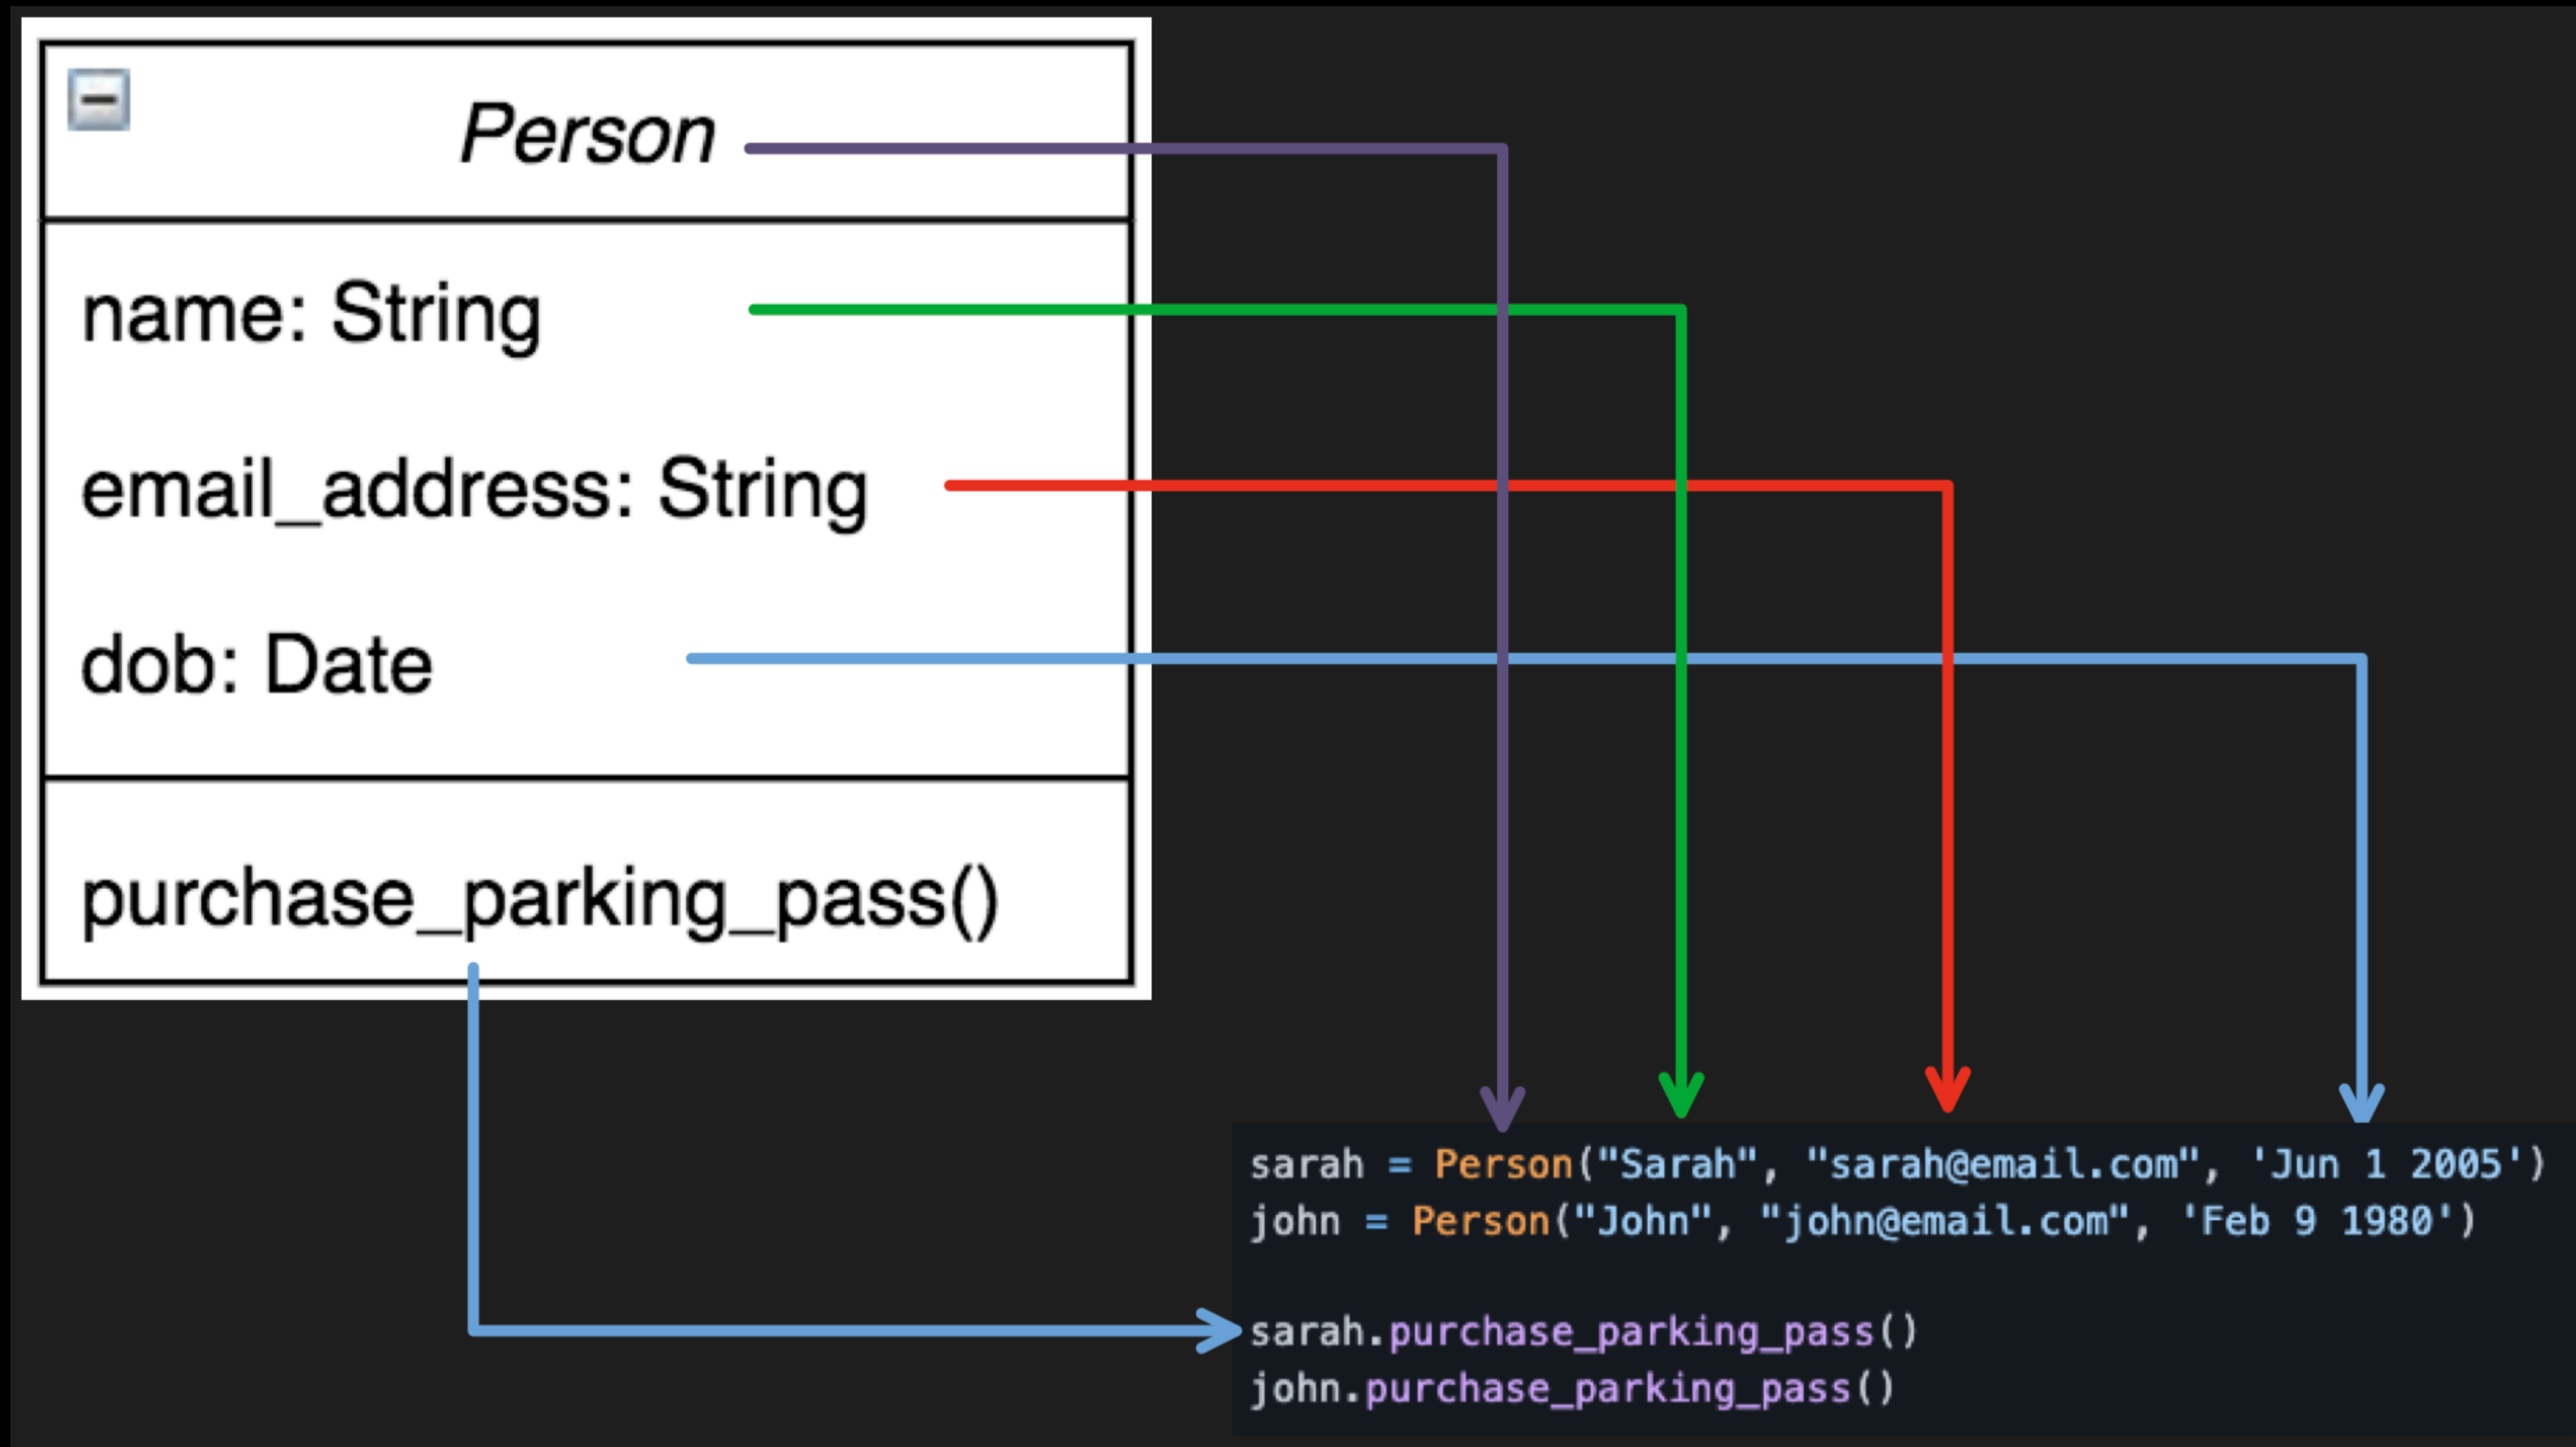 Person
name: String
email_address: String
dob: Date
purchase_parking_pass()
sarah = Person("Sarah", "sarah@email.com", 'Jun 1 2005')
john = Person("John", "john@email.com", 'Feb 9 1980')
sarah.purchase_parking_pass()
john.purchase_parking_pass()